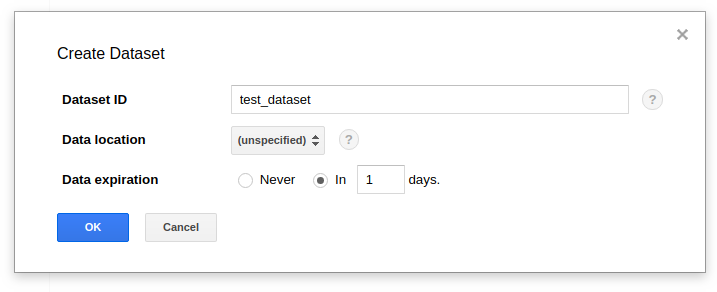 Create Dataset
Dataset ID test_dataset ?
Data location (unspecified) ?
Data expiration Never In 1 days.
OK Cancel